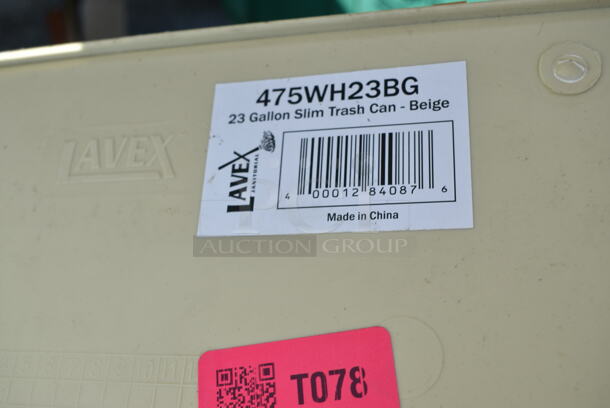 475WH23BG
23 Gallon Slim Trash Can - Beige
LAVEX
LAVEX
JANITORIAL
4 00012 84087 6
Made in China
AUCTION GROUP
T078